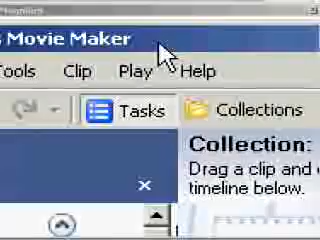 Movie Maker
Tools Clip Play Help
Tasks Collections
Collection:
Drag a clip and
timeline below.